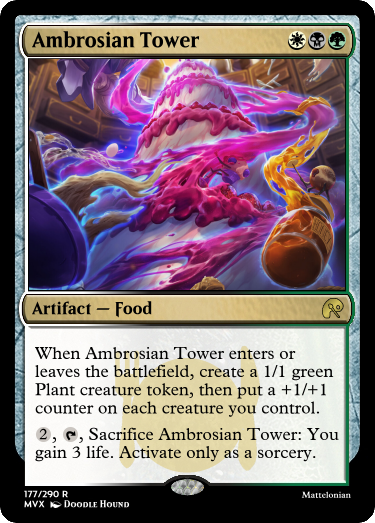 Ambrosian Tower
Artifact — Food
When Ambrosian Tower enters or
leaves the battlefield, create a 1/1 green
Plant creature token, then put a +1/+1
counter on each creature you control.
2, , Sacrifice Ambrosian Tower: You
gain 3 life. Activate only as a sorcery.
177/290 R
MVX Doodle Hound
Mattelonian